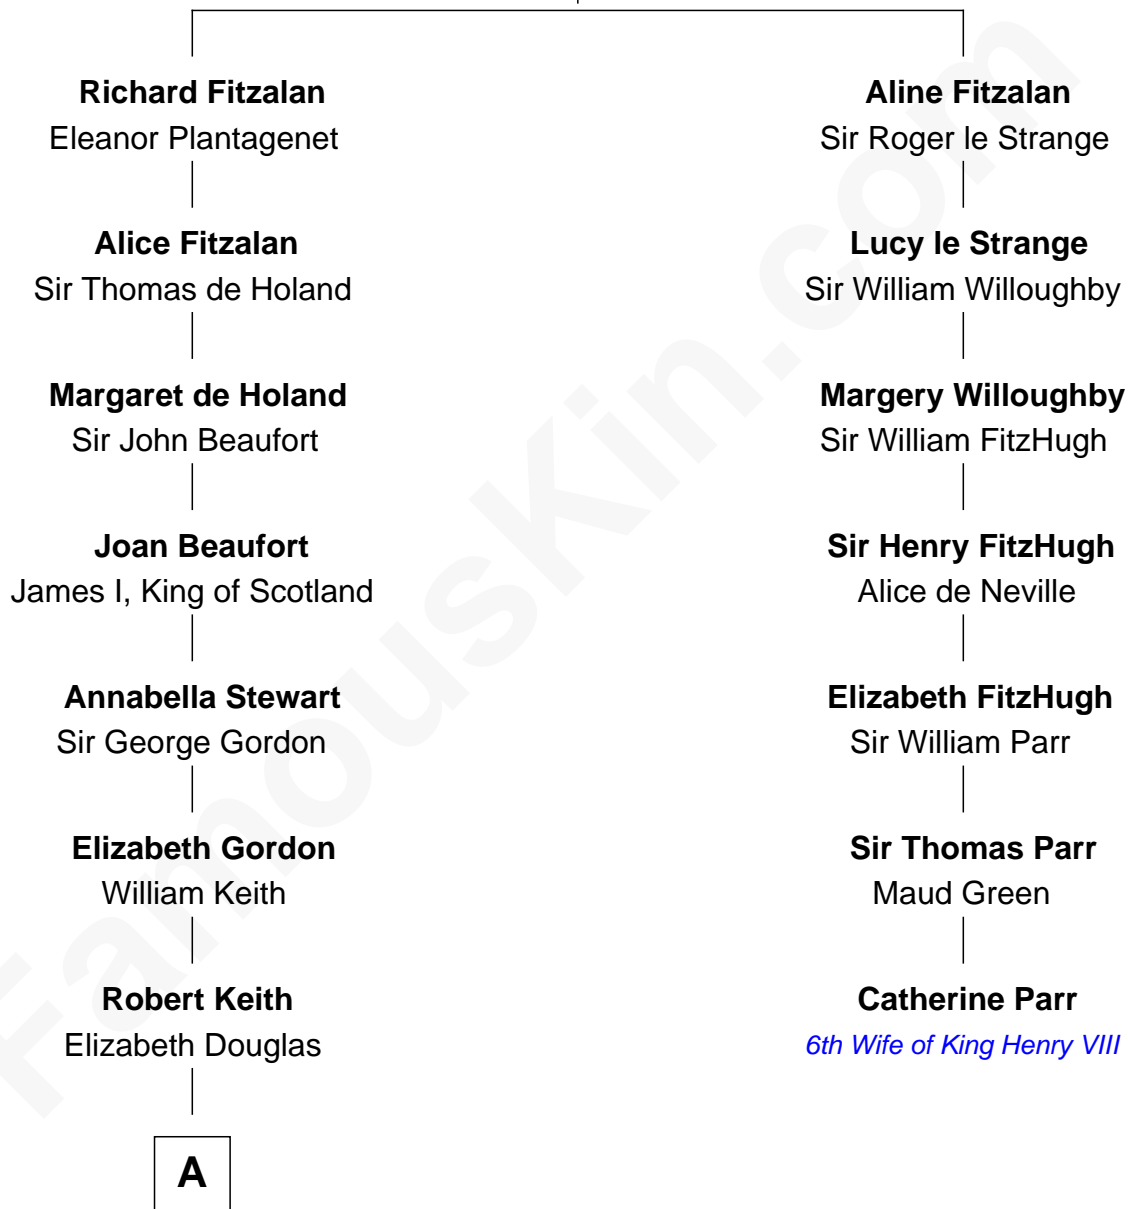 Richard Fitzalan
Eleanor Plantagenet
Alice Fitzalan
Sir Thomas de Holand
Margaret de Holand
Sir John Beaufort
Joan Beaufort
James I, King of Scotland
Annabella Stewart
Sir George Gordon
Elizabeth Gordon
William Keith
Robert Keith
Elizabeth Douglas
A
Aline Fitzalan
Sir Roger le Strange
Lucy le Strange
Sir William Willoughby
Margery Willoughby
Sir William FitzHugh
Sir Henry FitzHugh
Alice de Neville
Elizabeth FitzHugh
Sir William Parr
Sir Thomas Parr
Maud Green
Catherine Parr
6th Wife of King Henry VIII
FamousKin.com